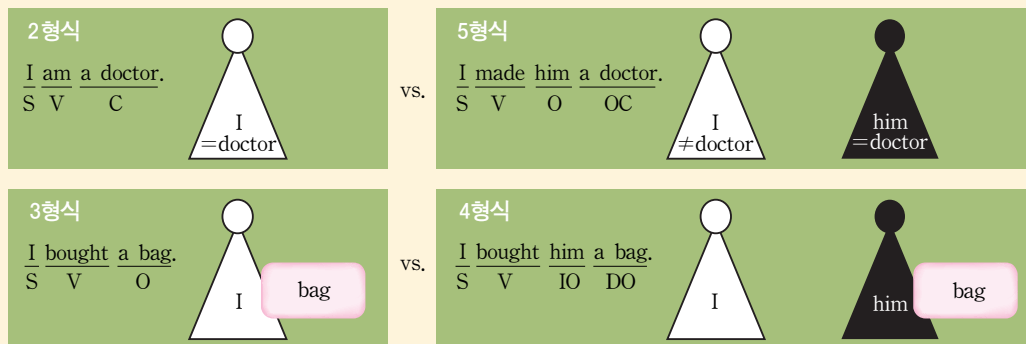 2형식
I am a doctor.
S V C
I
=doctor
vs.
5형식
I made him a doctor.
S V O OC
I
≠doctor
him
=doctor
3형식
I bought a bag.
S V O
I
bag
vs.
4형식
I bought him a bag.
S V IO DO
I
him
bag